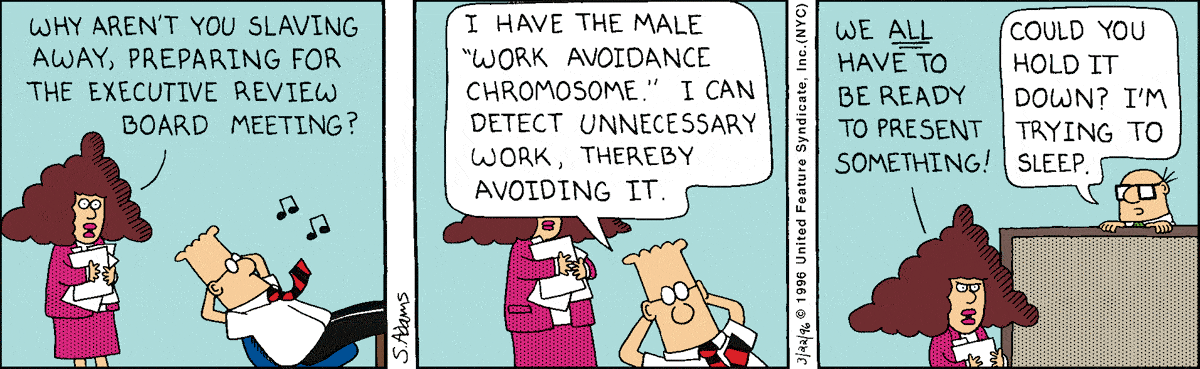 WHY AREN'T YOU SLAVING
AWAY, PREPARING FOR
THE EXECUTIVE REVIEW
BOARD MEETING?
S.Adams
I HAVE THE MALE
"WORK AVOIDANCE
CHROMOSOME." I CAN
DETECT UNNECESSARY
WORK, THEREBY
AVOIDING IT.
3/22/96 © 1996 United Feature Syndicate, Inc.(NYC)
WE ALL
HAVE TO
BE READY
TO PRESENT
SOMETHING!
COULD YOU
HOLD IT
DOWN? I'M
TRYING TO
SLEEP.